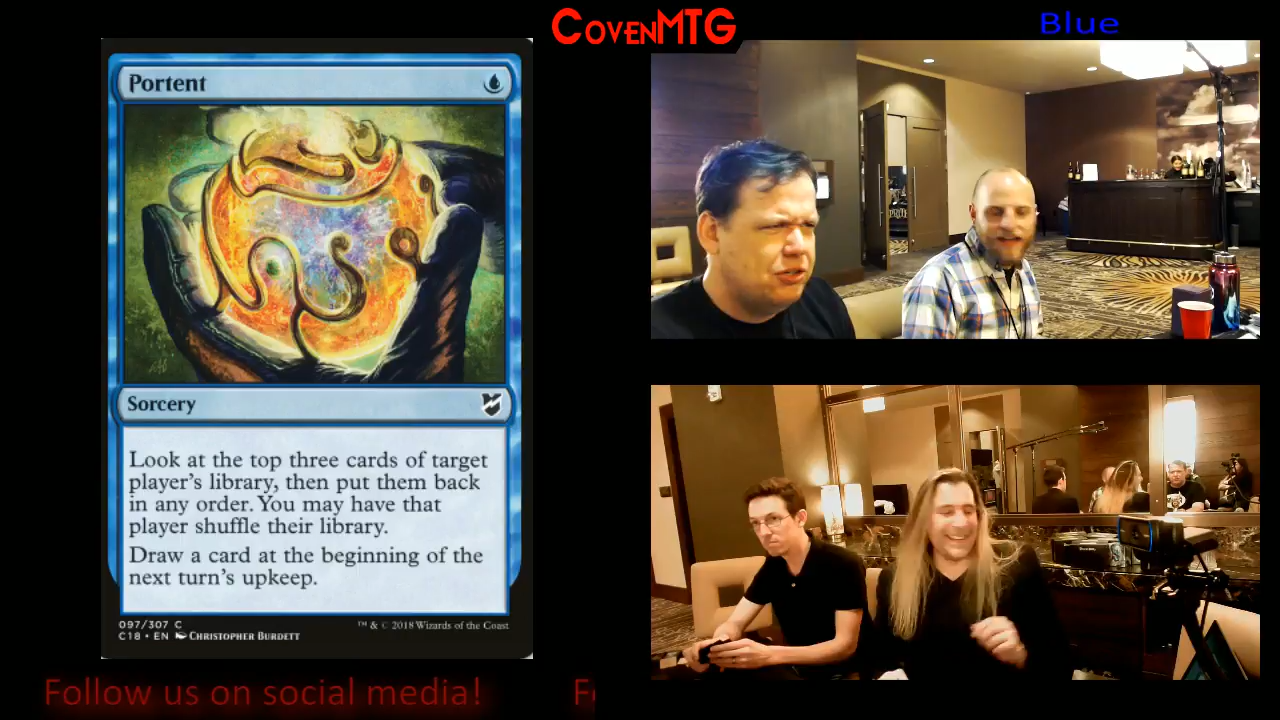 CovenMTG
Blue
Portent
Sorcery
Look at the top three cards of target
player's library, then put them back
in any order. You may have that
player shuffle their library.
Draw a card at the beginning of the
next turn's upkeep.
097/307 C
C18 • EN Christopher Burdett
™ & © 2018 Wizards of the Coast
Follow us on social media!
Fo